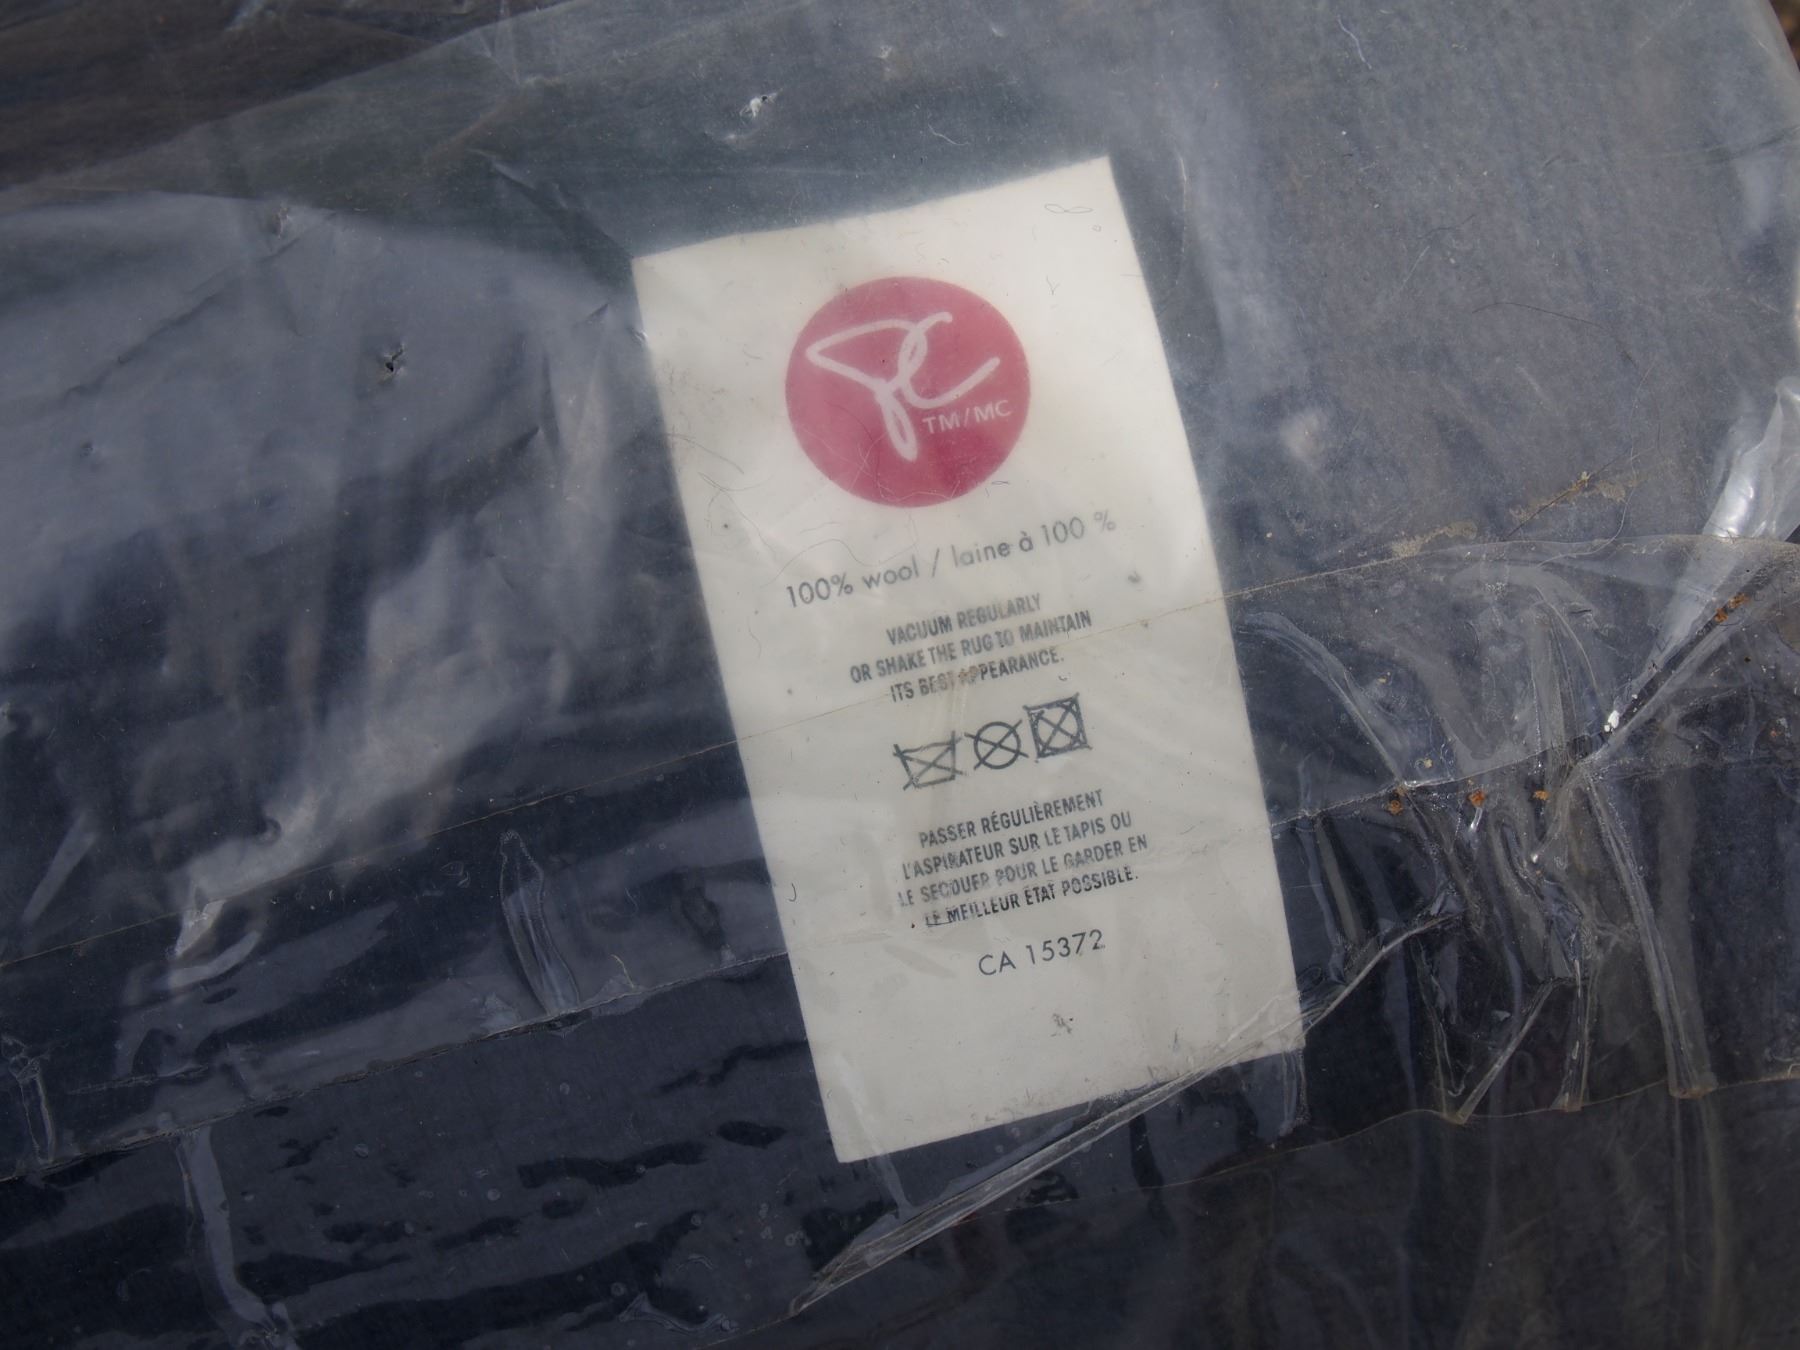 PC
TM/MC
100% wool / laine à 100 %
VACUUM REGULARLY
OR SHAKE THE RUG TO MAINTAIN
ITS BEST APPEARANCE.
PASSER RÉGULIÈREMENT
L'ASPIRATEUR SUR LE TAPIS OU
LE SECOUER POUR LE GARDER EN
LE MEILLEUR ÉTAT POSSIBLE.
CA 15372